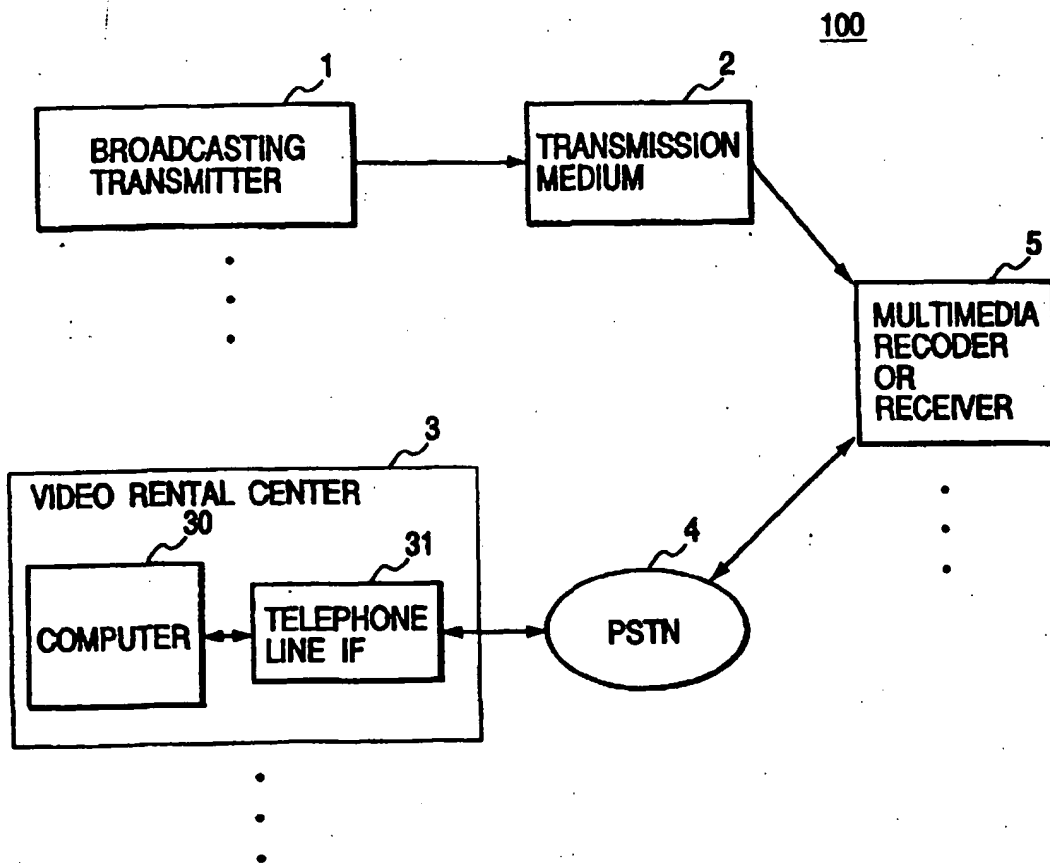 100
1
BROADCASTING
TRANSMITTER
2
TRANSMISSION
MEDIUM
5
MULTIMEDIA
RECODER
OR
RECEIVER
3
VIDEO RENTAL CENTER
30
COMPUTER
31
TELEPHONE
LINE IF
4
PSTN